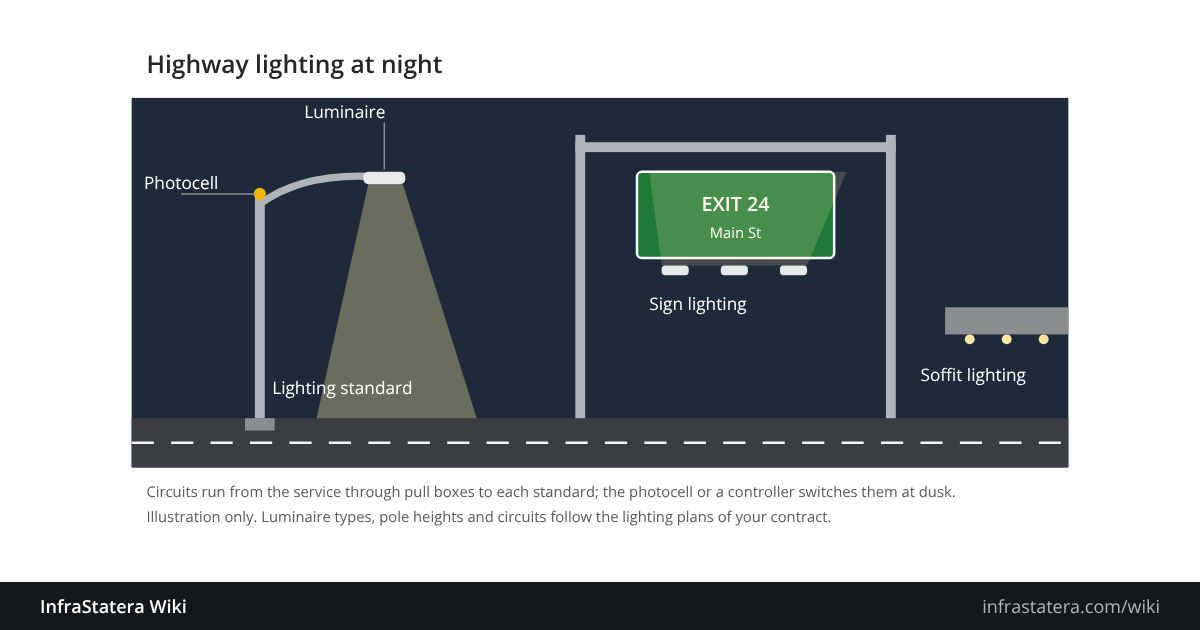 Highway lighting at night
Luminaire
Photocell
EXIT 24
Main St
Sign lighting
Soffit lighting
Lighting standard
Circuits run from the service through pull boxes to each standard; the photocell or a controller switches them at dusk.
Illustration only. Luminaire types, pole heights and circuits follow the lighting plans of your contract.
InfraStatera Wiki
infrastatera.com/wiki